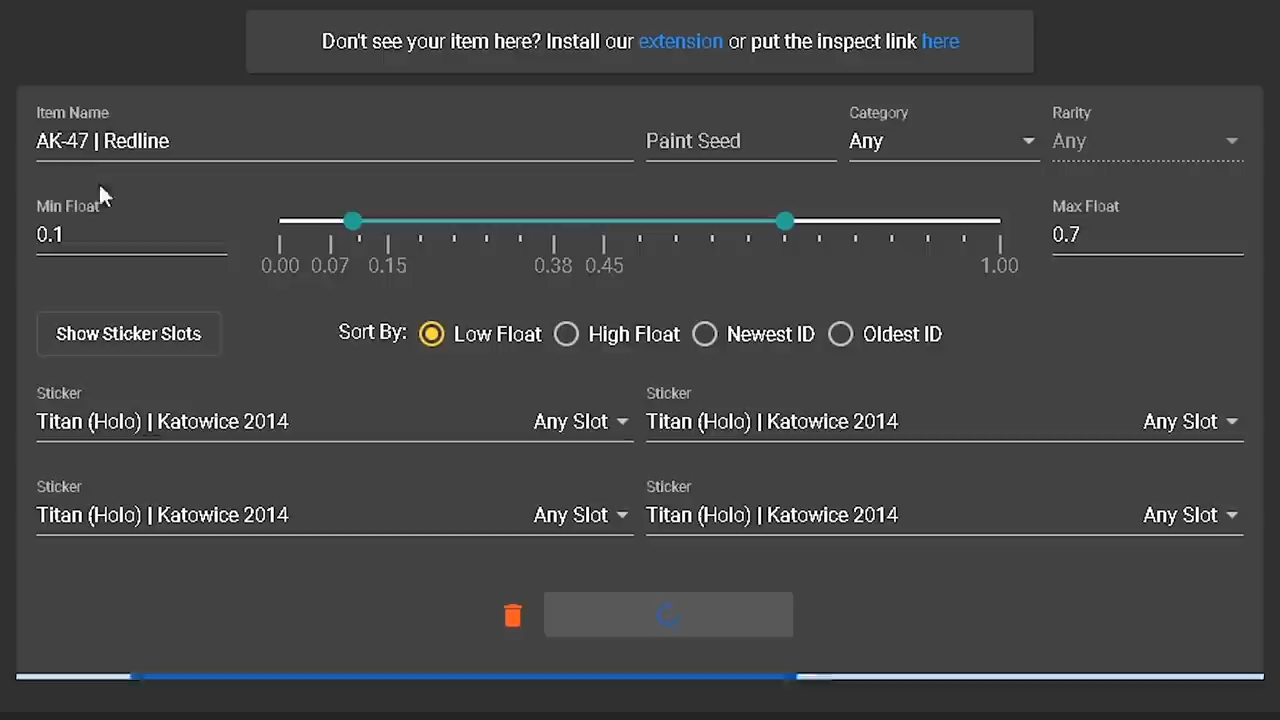 Don't see your item here? Install our extension or put the inspect link here
Item Name
AK-47 | Redline
Paint Seed
Category
Any
Rarity
Any
Min Float
0.1
0.00 0.07 0.15 0.38 0.45 1.00
Max Float
0.7
Show Sticker Slots
Sort By: Low Float High Float Newest ID Oldest ID
Sticker
Titan (Holo) | Katowice 2014 Any Slot
Sticker
Titan (Holo) | Katowice 2014 Any Slot
Sticker
Titan (Holo) | Katowice 2014 Any Slot
Sticker
Titan (Holo) | Katowice 2014 Any Slot